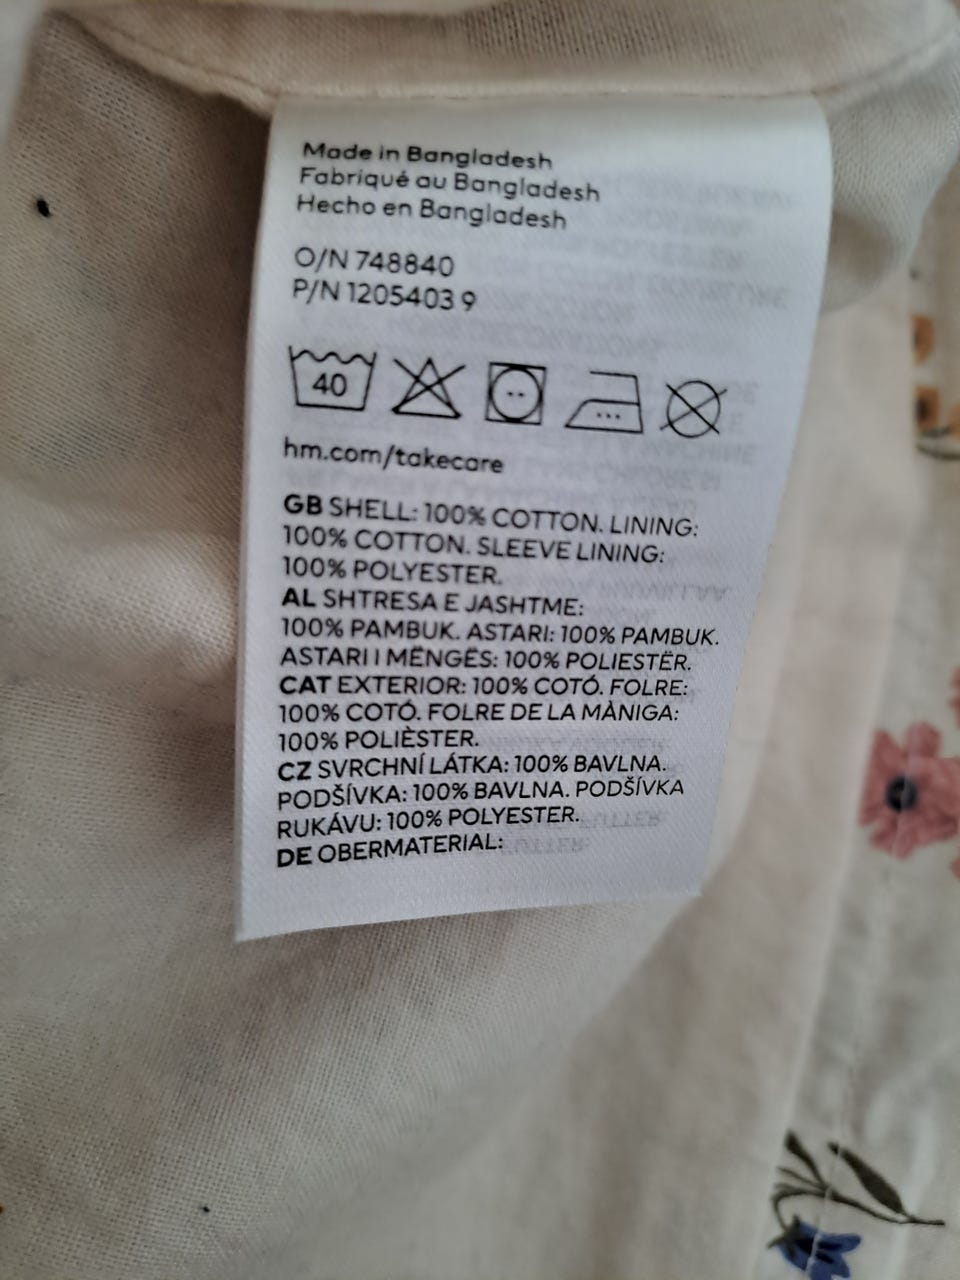 Made in Bangladesh
Fabriqué au Bangladesh
Hecho en Bangladesh
O/N 748840
P/N 1205403 9
40
hm.com/takecare
GB SHELL: 100% COTTON. LINING:
100% COTTON. SLEEVE LINING:
100% POLYESTER.
AL SHTRESA E JASHTME:
100% PAMBUK. ASTARI: 100% PAMBUK.
ASTARI I MËNGËS: 100% POLIESTËR.
CAT EXTERIOR: 100% COTÓ. FOLRE:
100% COTÓ. FOLRE DE LA MÀNIGA:
100% POLIÈSTER.
CZ SVRCHNÍ LÁTKA: 100% BAVLNA.
PODŠÍVKA: 100% BAVLNA. PODŠÍVKA
RUKÁVU: 100% POLYESTER.
DE OBERMATERIAL: